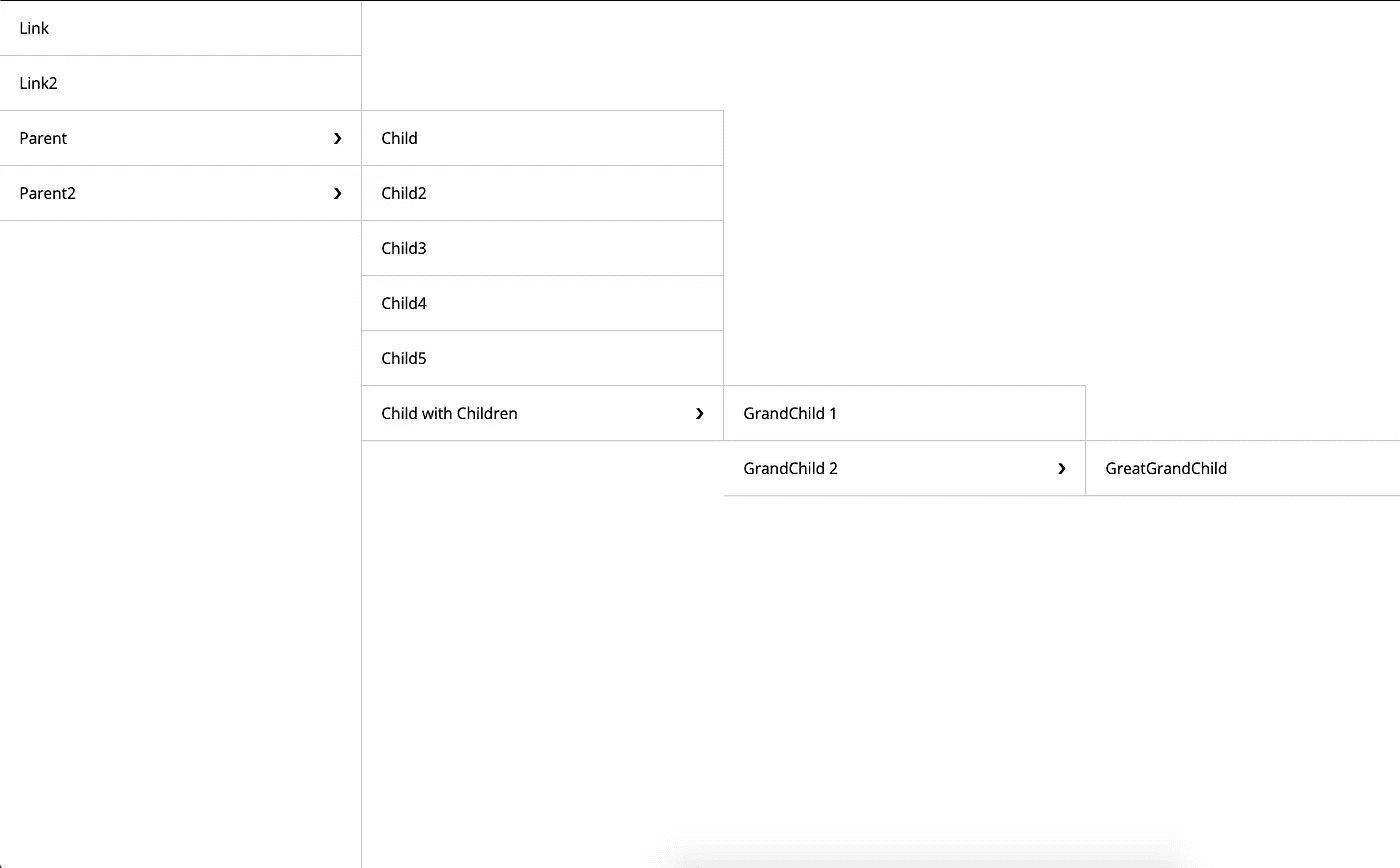 Link
Link2
Parent ❯
Parent2 ❯
Child
Child2
Child3
Child4
Child5
Child with Children ❯
GrandChild 1
GrandChild 2 ❯
GreatGrandChild